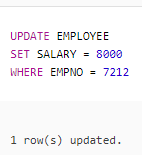 UPDATE EMPLOYEE
SET SALARY = 8000
WHERE EMPNO = 7212
1 row(s) updated.